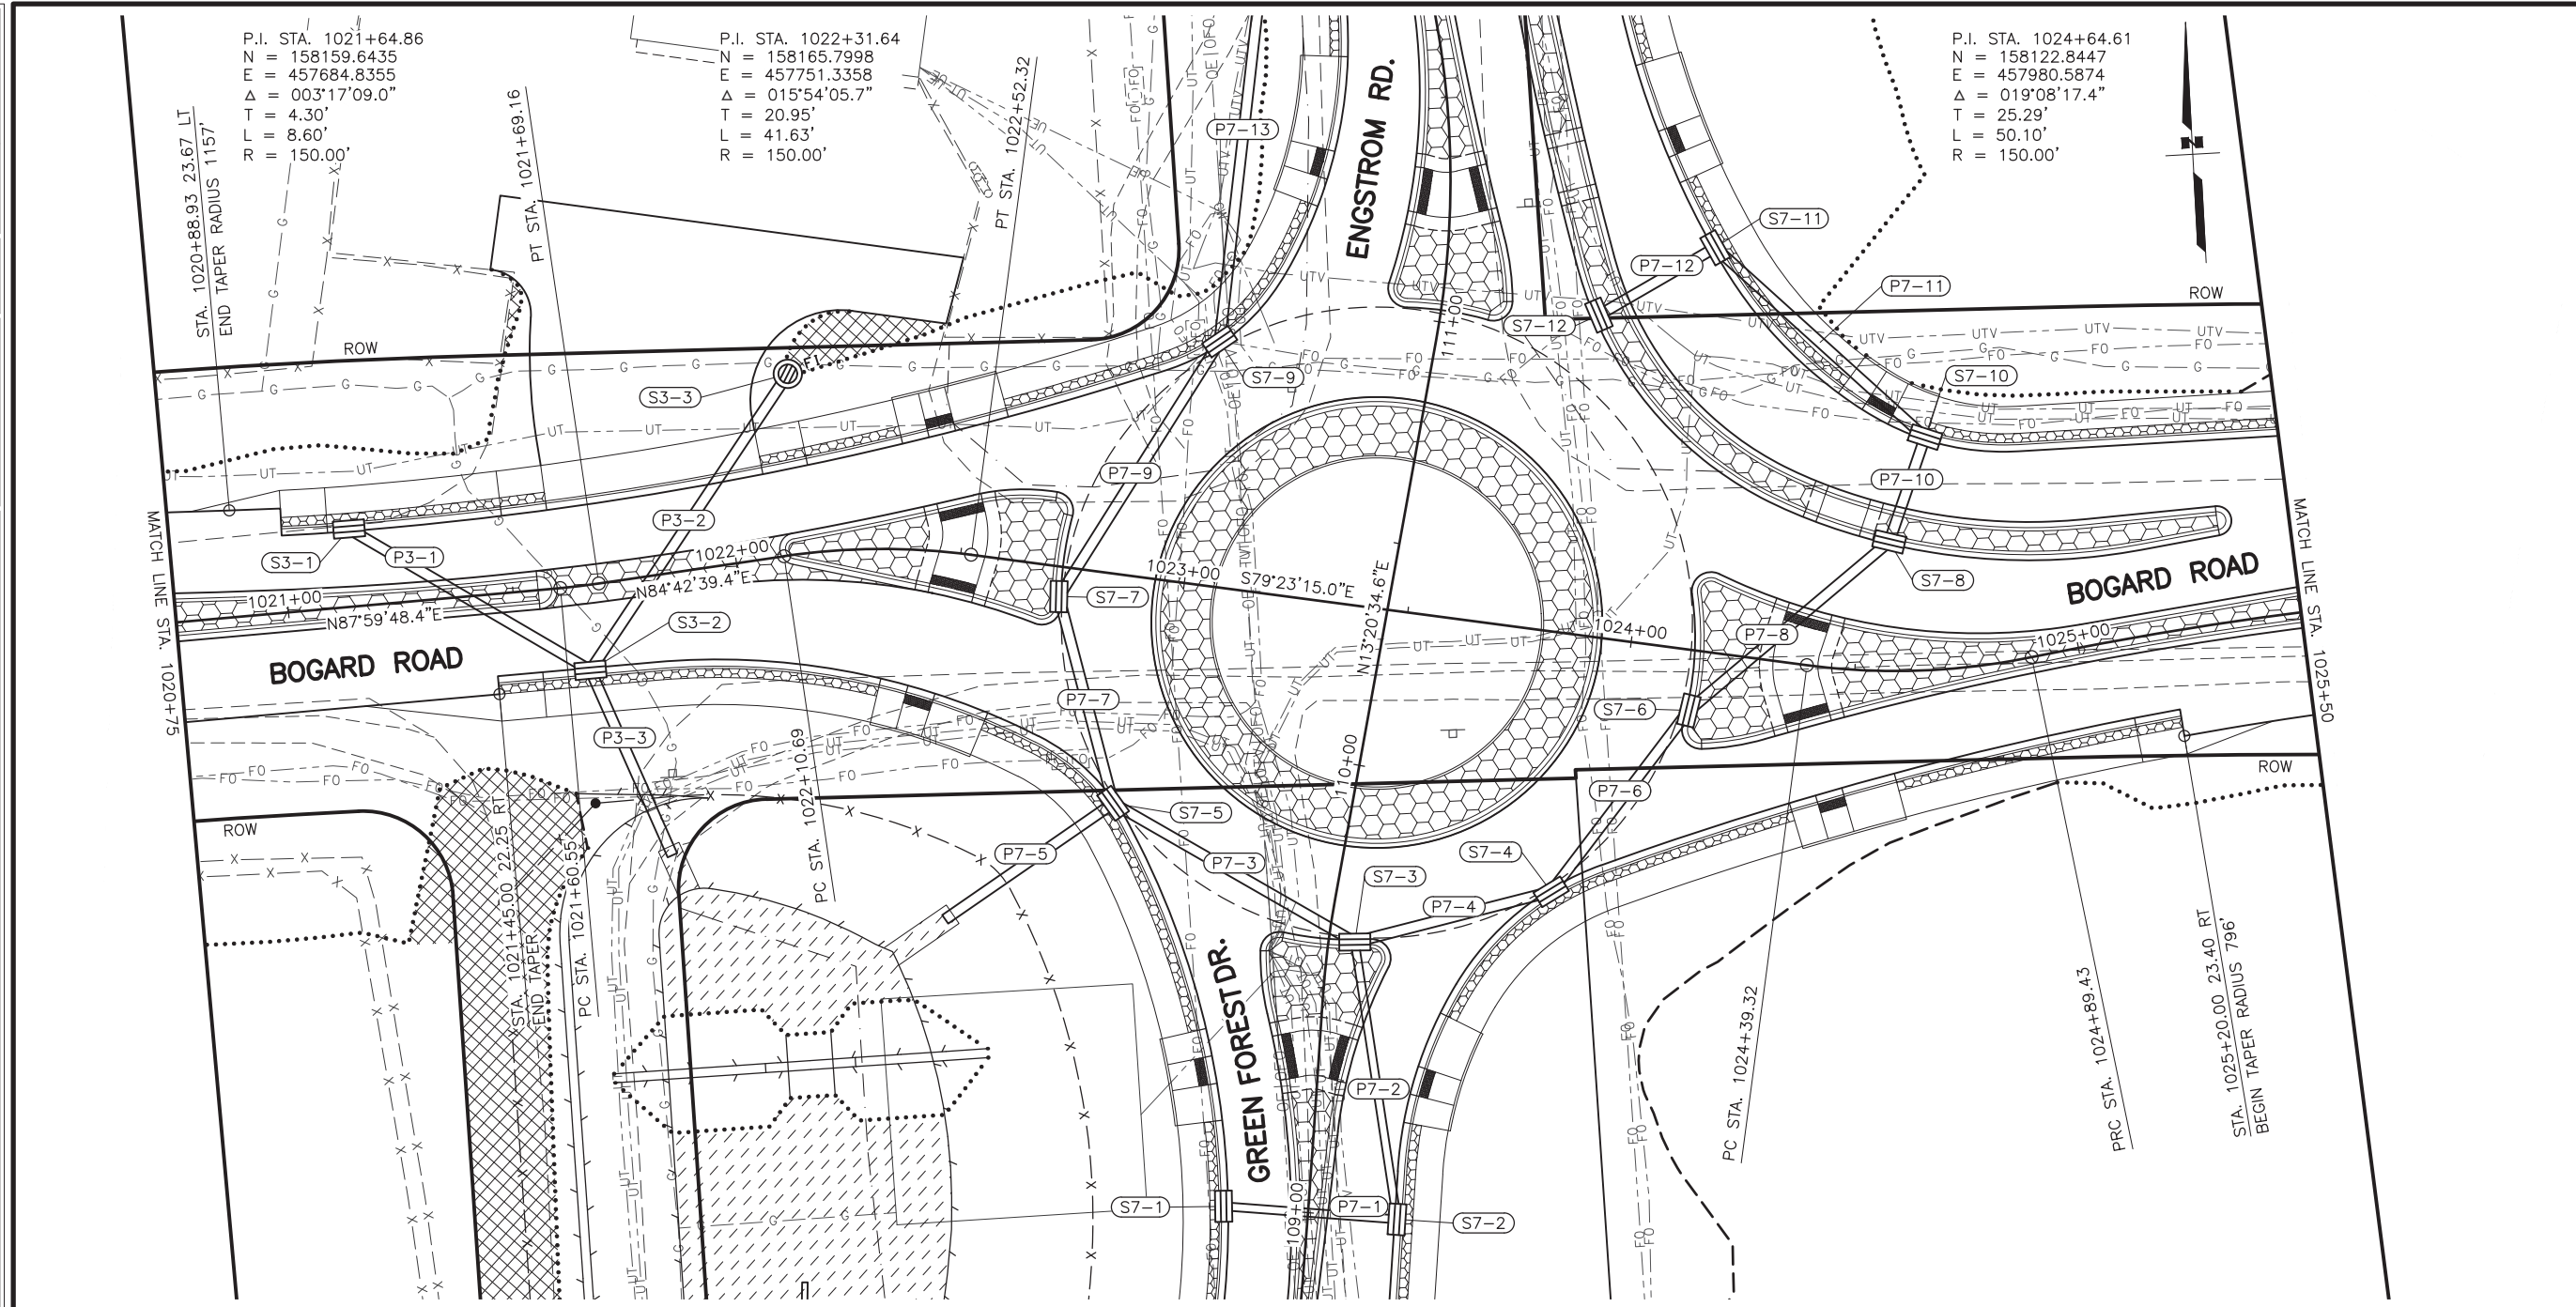 P.I. STA. 1021+64.86
N = 158159.6435
E = 457684.8355
Δ = 003°17'09.0"
T = 4.30'
L = 8.60'
R = 150.00'
P.I. STA. 1022+31.64
N = 158165.7998
E = 457751.3358
Δ = 015°54'05.7"
T = 20.95'
L = 41.63'
R = 150.00'
P.I. STA. 1024+64.61
N = 158122.8447
E = 457980.5874
Δ = 019°08'17.4"
T = 25.29'
L = 50.10'
R = 150.00'
N
STA. 1020+88.93 23.67 LT
END TAPER RADIUS 1157'
PT STA. 1021+69.16
PT STA. 1022+52.32
ENGSTROM RD.
P7-13
S7-11
P7-12
P7-11
S7-12
ROW
ROW
111+00
S7-9
S7-10
S3-3
P7-9
P7-10
P3-2
S3-1
P3-1
1022+00
N84°42'39.4"E
1021+00
N87°59'48.4"E
1023+00
S79°23'15.0"E
N13°20'34.6"E
S7-7
S7-8
BOGARD ROAD
MATCH LINE STA. 1020+75
MATCH LINE STA. 1025+50
S3-2
1024+00
P7-8
1025+00
BOGARD ROAD
P7-7
S7-6
P3-3
110+00
P7-6
ROW
ROW
S7-5
P7-5
P7-3
S7-4
S7-3
P7-4
STA. 1021+45.00 22.25 RT
END TAPER
PC STA. 1021+60.55
PC STA. 1022+10.69
GREEN FOREST DR.
PC STA. 1024+39.32
PRC STA. 1024+89.43
STA. 1025+20.00 23.40 RT
BEGIN TAPER RADIUS 796'
P7-2
S7-1
P7-1
S7-2
109+00